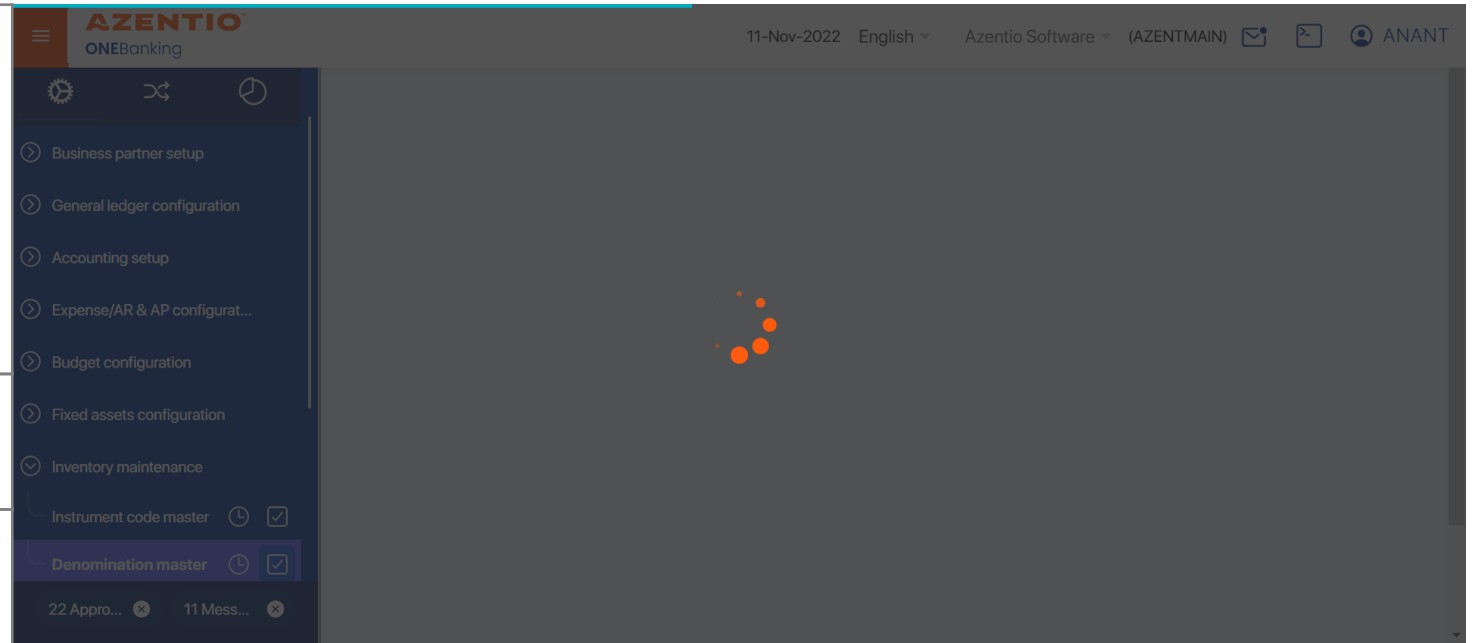 AZENTIO
ONEBanking
11-Nov-2022 English Azentio Software (AZENTMAIN) ANANT
Business partner setup
General ledger configuration
Accounting setup
Expense/AR & AP configurat...
Budget configuration
Fixed assets configuration
Inventory maintenance
Instrument code master
Denomination master
22 Appro... 11 Mess...